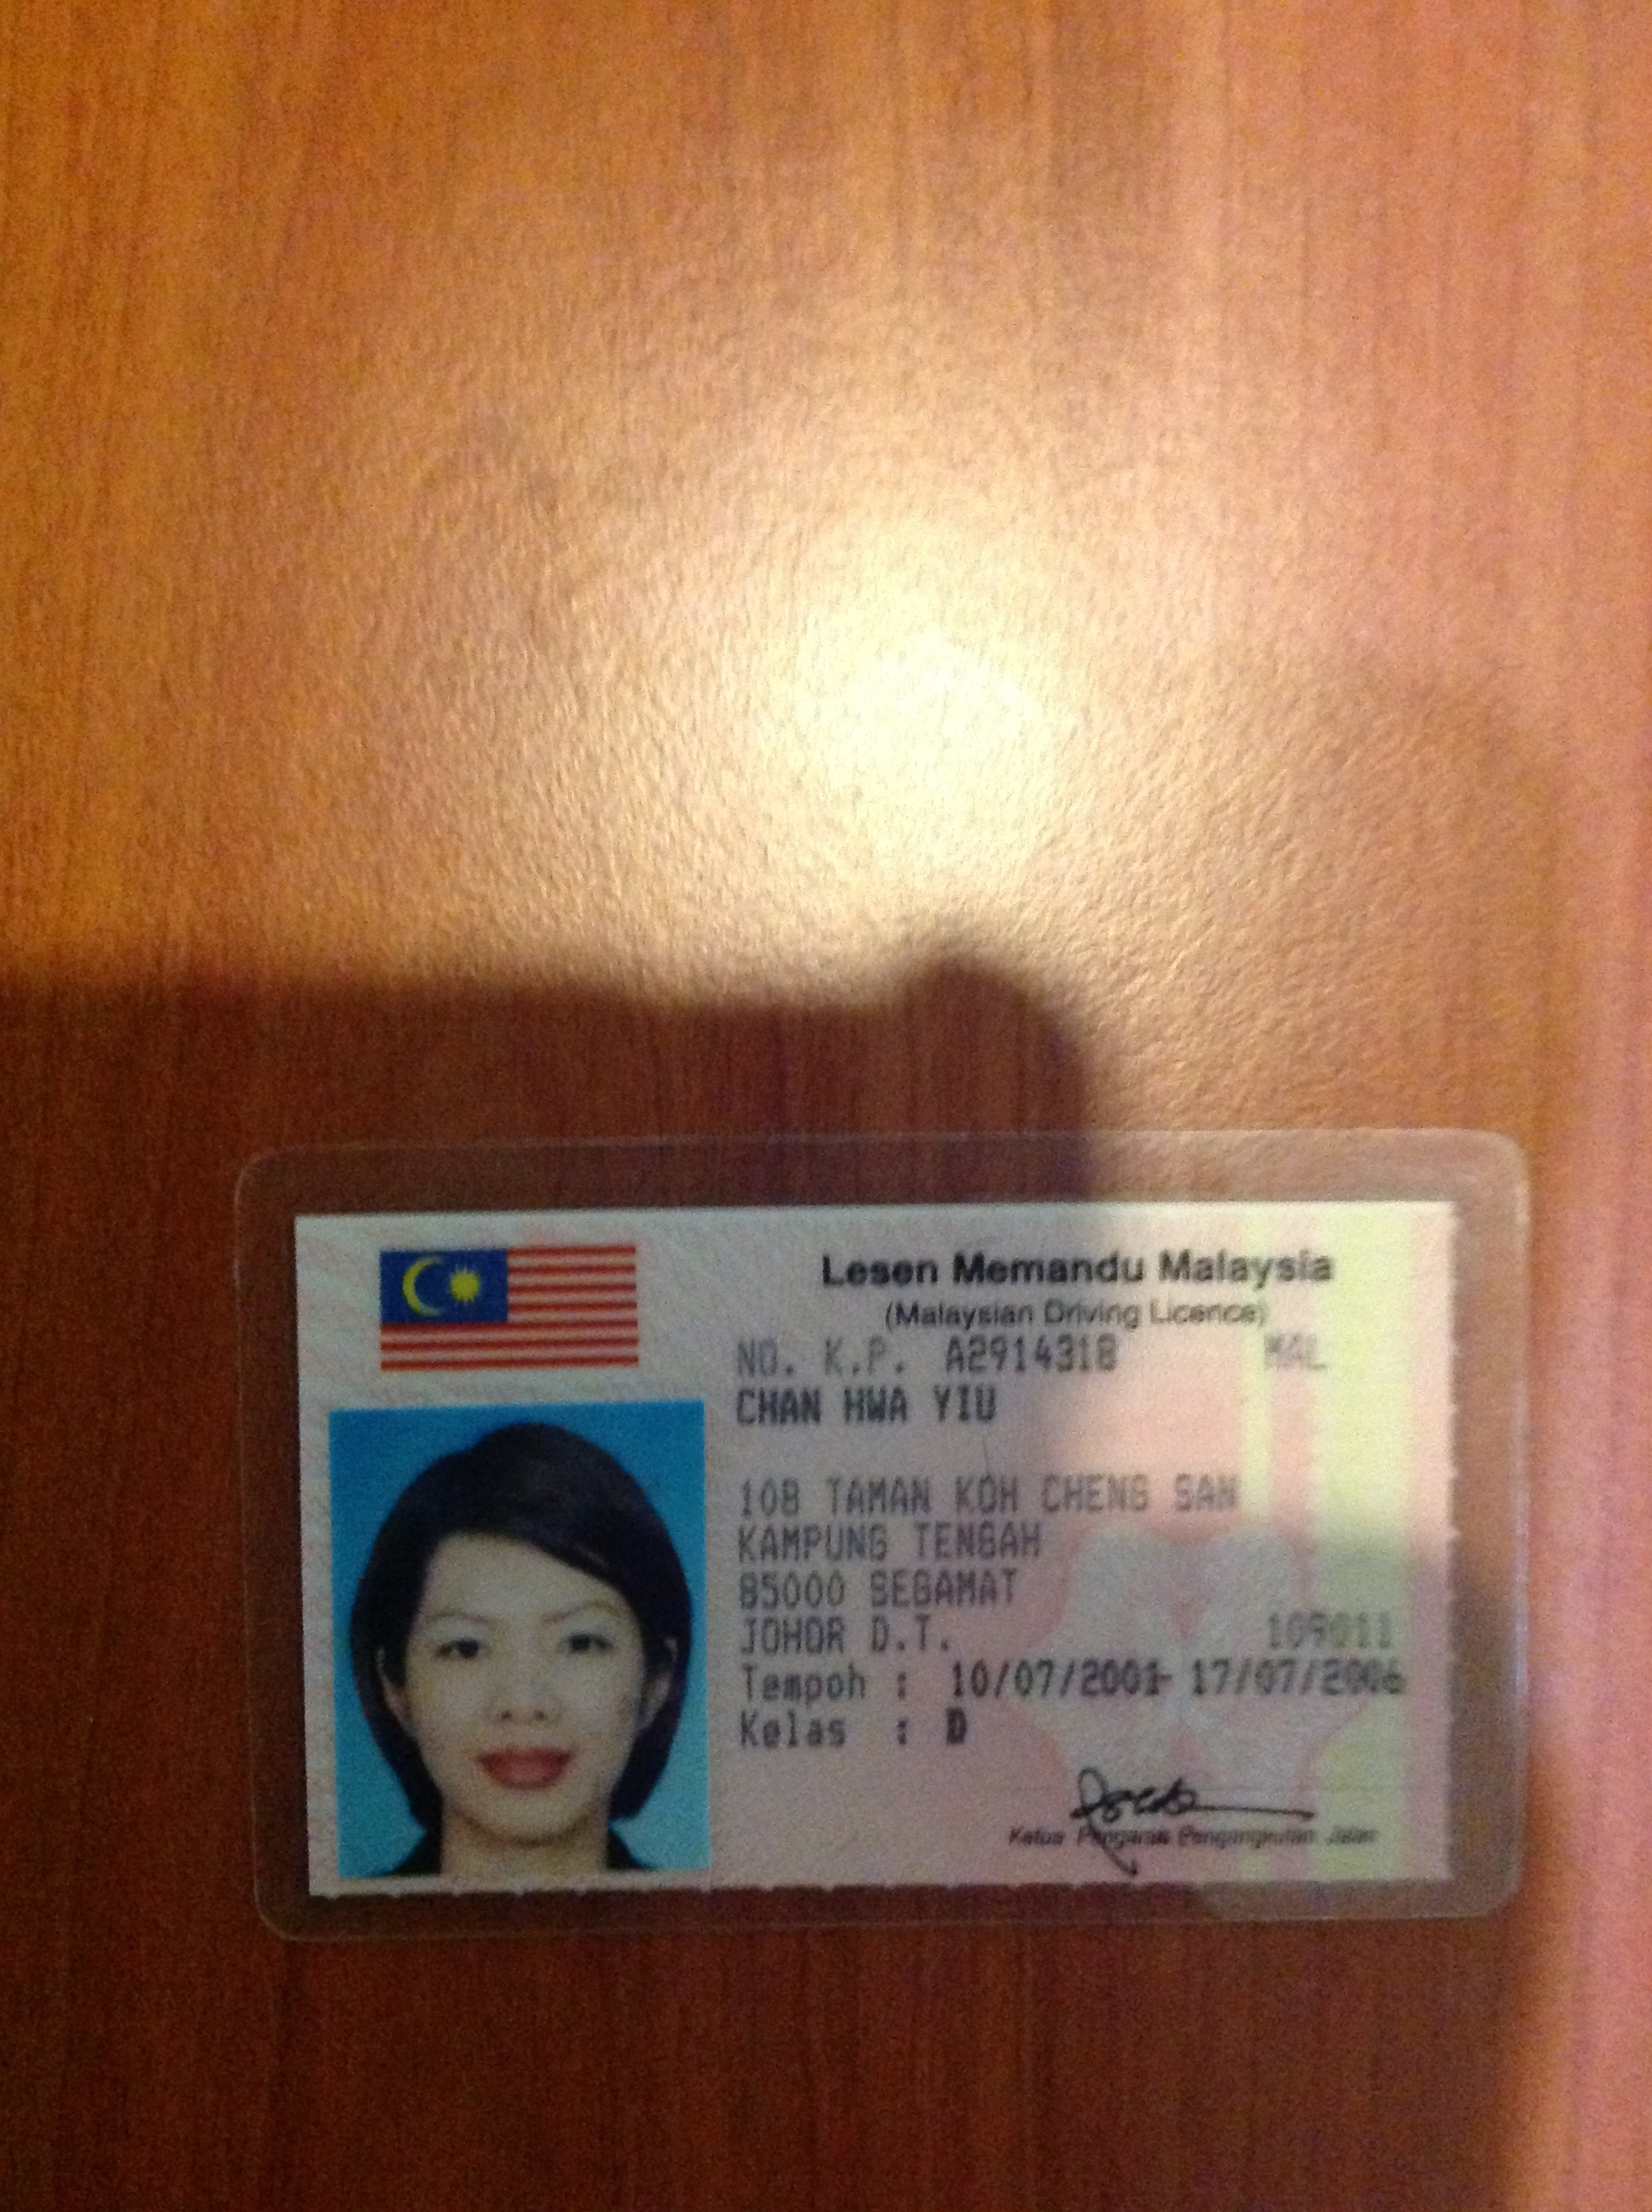 Lesen Memandu Malaysia
(Malaysian Driving Licence)
NO. K.P. A2914318 MAL
CHAN HWA YIU
108 TAMAN KOH CHENG SAN
KAMPUNG TENGAH
85000 SEGAMAT
JOHOR D.T. 109011
Tempoh : 10/07/2001- 17/07/2006
Kelas : D
Ketua Pengarah Pengangkutan Jalan